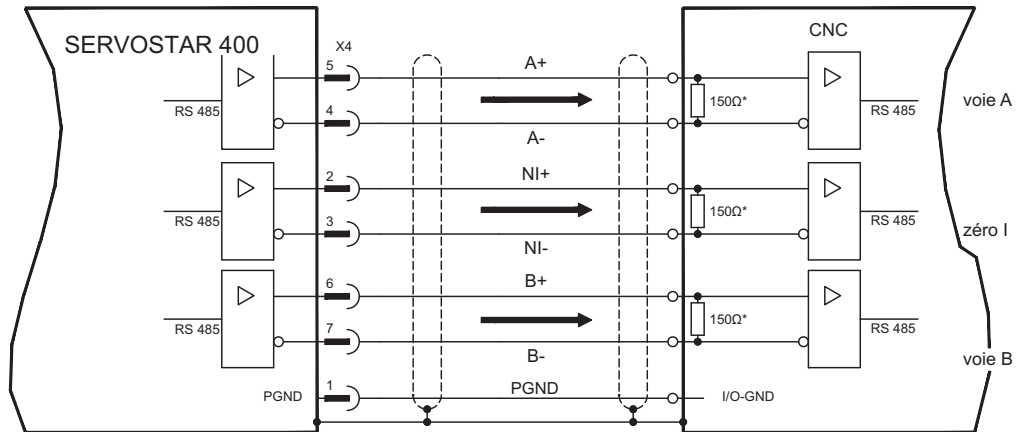 SERVOSTAR 400
X4
CNC
5
A+
RS 485
150Ω*
RS 485
voie A
4
A-
2
NI+
RS 485
150Ω*
RS 485
zéro I
3
NI-
6
B+
RS 485
150Ω*
RS 485
7
B-
voie B
PGND
1
PGND
I/O-GND